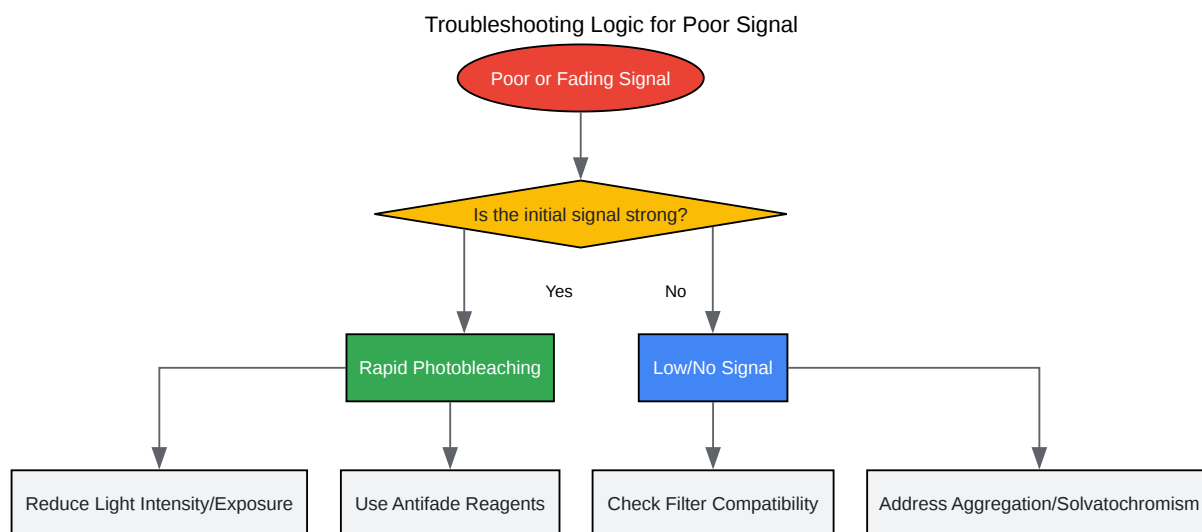 Troubleshooting Logic for Poor Signal
Poor or Fading Signal
Is the initial signal strong?
Yes
No
Rapid Photobleaching
Low/No Signal
Reduce Light Intensity/Exposure
Use Antifade Reagents
Check Filter Compatibility
Address Aggregation/Solvatochromism